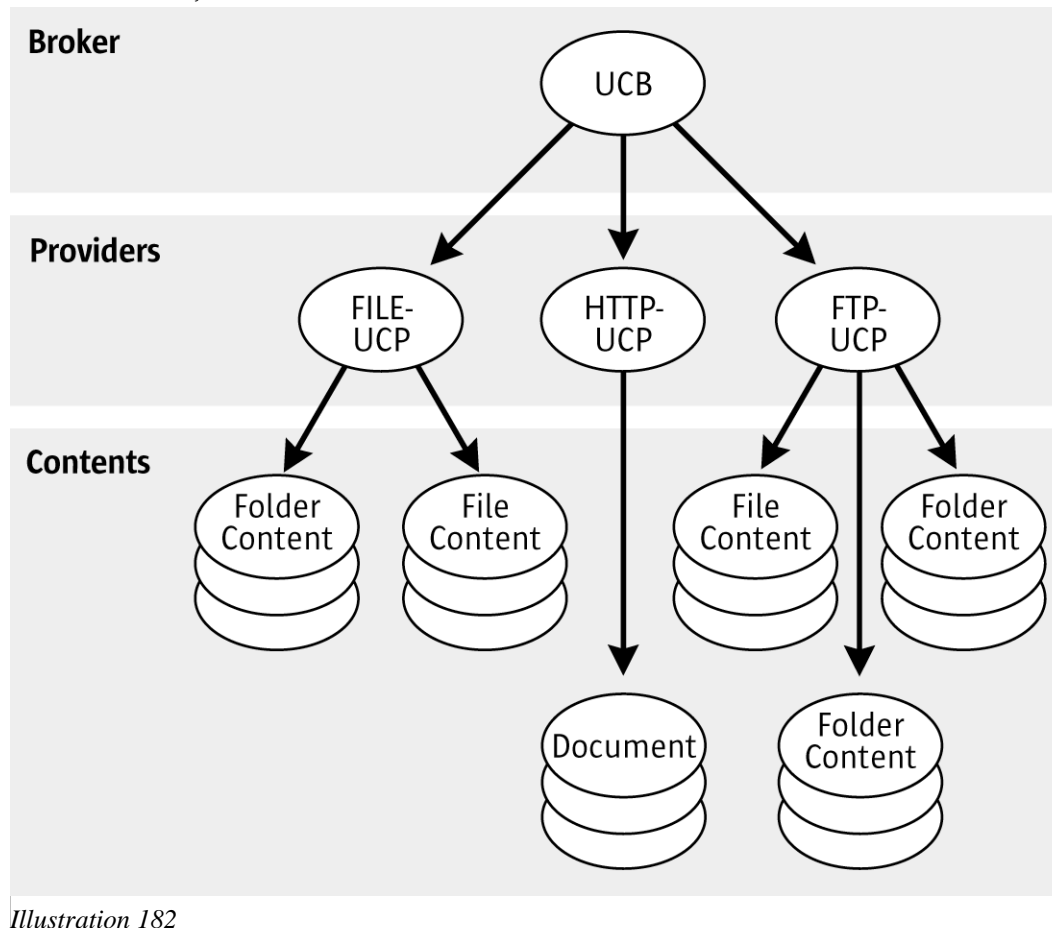 Broker
UCB
Providers
FILE-
UCP
HTTP-
UCP
FTP-
UCP
Contents
Folder
Content
File
Content
File
Content
Folder
Content
Document
Folder
Content
Illustration 182